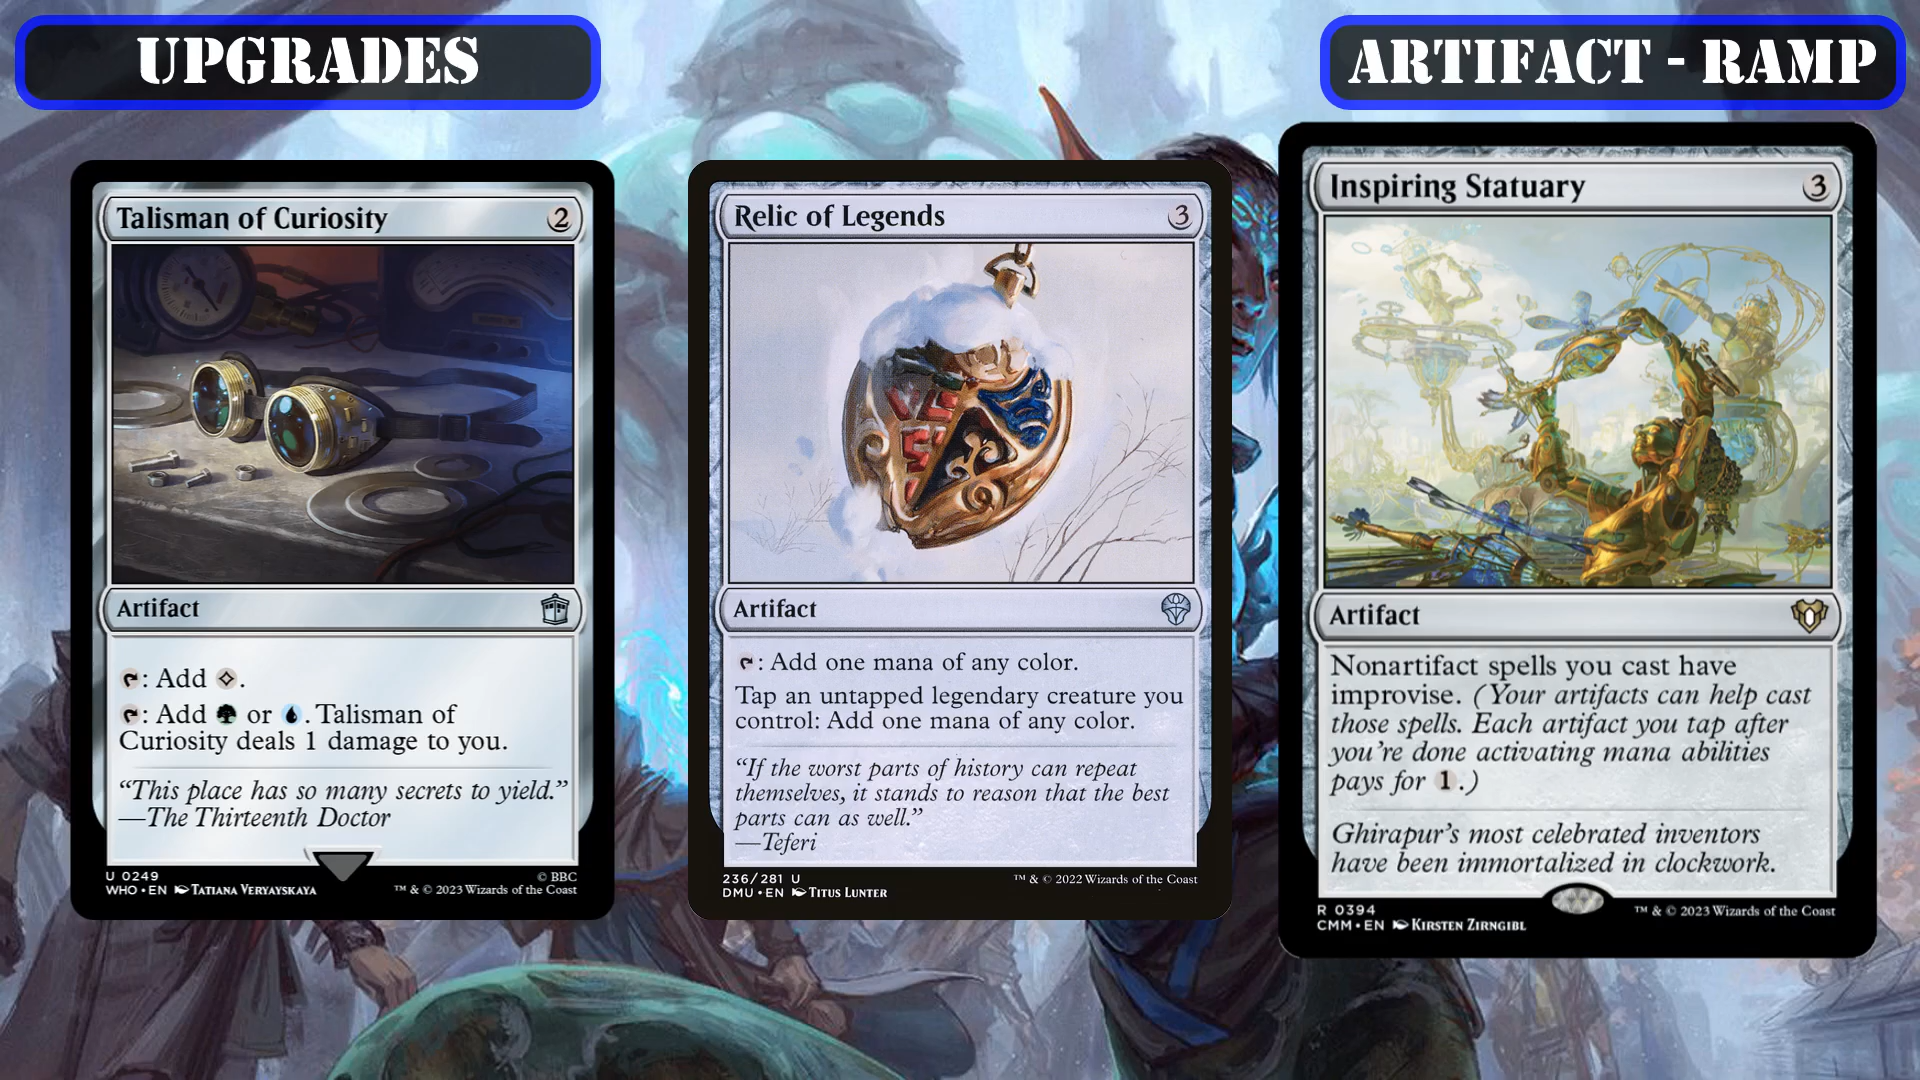 UPGRADES
ARTIFACT - RAMP
Talisman of Curiosity 2
Artifact
: Add .
: Add or . Talisman of
Curiosity deals 1 damage to you.
“This place has so many secrets to yield.”
—The Thirteenth Doctor
U 0249
WHO • EN TATIANA VERYAYSKAYA
© BBC
™ & © 2023 Wizards of the Coast
Relic of Legends 3
Artifact
: Add one mana of any color.
Tap an untapped legendary creature you
control: Add one mana of any color.
“If the worst parts of history can repeat
themselves, it stands to reason that the best
parts can as well.”
—Teferi
236/281 U
DMU • EN TITUS LUNTER
™ & © 2022 Wizards of the Coast
Inspiring Statuary 3
Artifact
Nonartifact spells you cast have
improvise. (Your artifacts can help cast
those spells. Each artifact you tap after
you’re done activating mana abilities
pays for 1.)
Ghirapur’s most celebrated inventors
have been immortalized in clockwork.
R 0394
CMM • EN KIRSTEN ZIRNGIBL
™ & © 2023 Wizards of the Coast